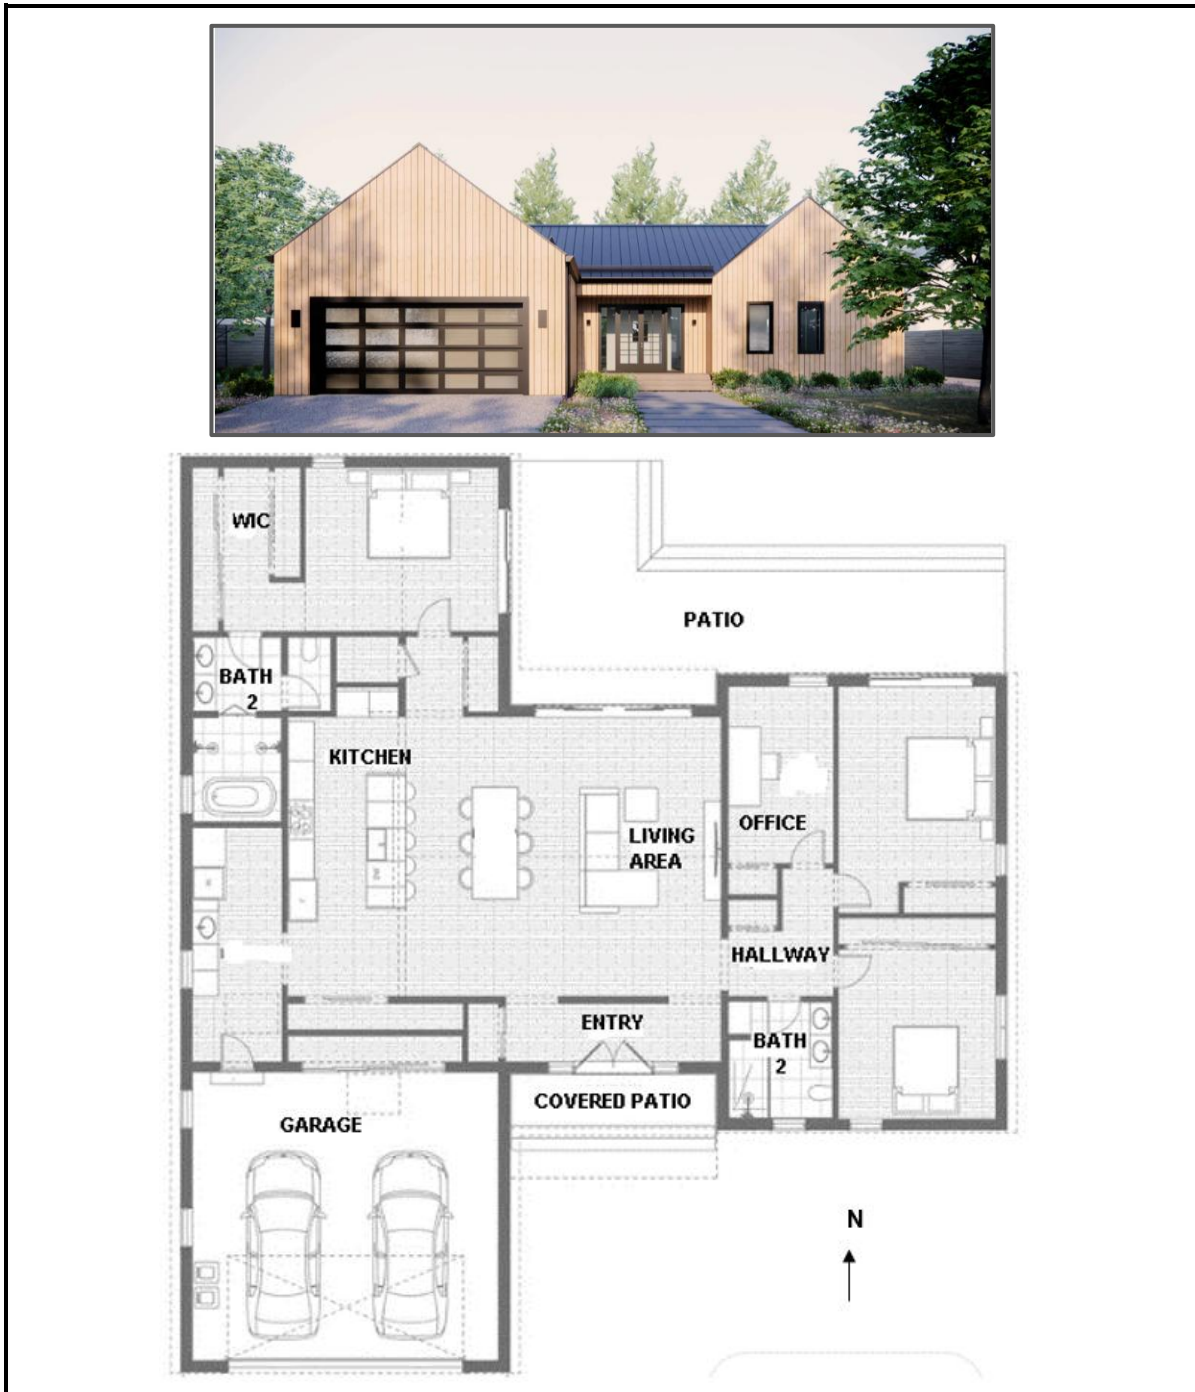 WIC
PATIO
BATH
2
KITCHEN
LIVING
AREA
OFFICE
HALLWAY
ENTRY
BATH
2
COVERED PATIO
GARAGE
N